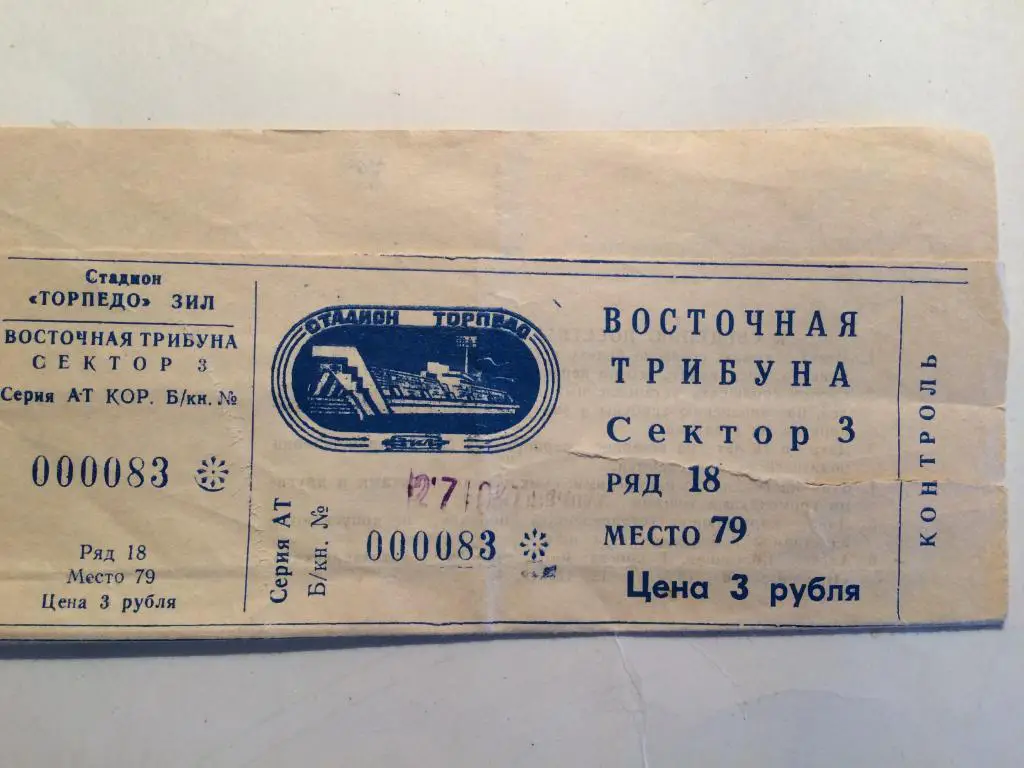 Стадион
«ТОРПЕДО» ЗИЛ
ВОСТОЧНАЯ ТРИБУНА
СЕКТОР 3
Серия АТ КОР. Б/кн. №
000083
Ряд 18
Место 79
Цена 3 рубля
СТАДИОН ТОРПЕДО
ЗИЛ
27
Серия АТ
Б/кн. №
000083
ВОСТОЧНАЯ
ТРИБУНА
Сектор 3
РЯД 18
МЕСТО 79
Цена 3 рубля
КОНТРОЛЬ